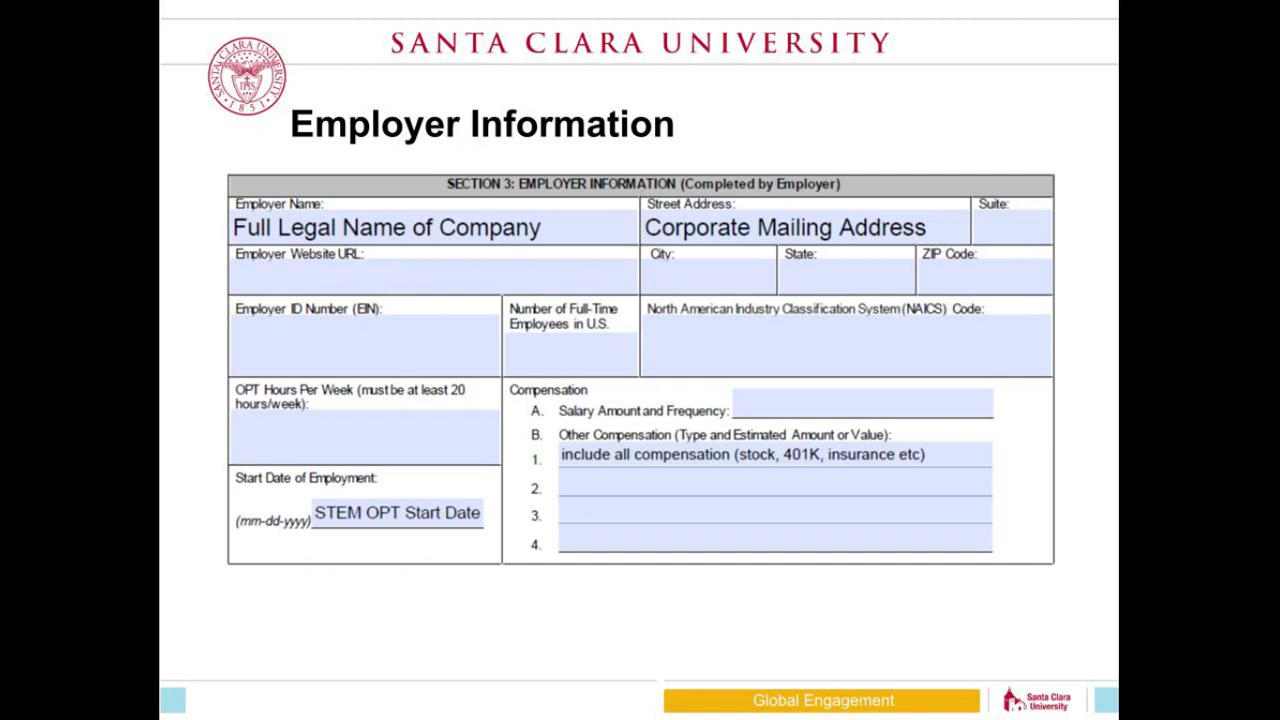 SANTA CLARA UNIVERSITY
SANTA CLARA UNIVERSITY
IHS
1851
Employer Information
SECTION 3: EMPLOYER INFORMATION (Completed by Employer)
Employer Name:
Full Legal Name of Company
Street Address:
Corporate Mailing Address
Suite:
Employer Website URL:
City:
State:
ZIP Code:
Employer ID Number (EIN):
Number of Full-Time
Employees in U.S.
North American Industry Classification System (NAICS) Code:
OPT Hours Per Week (must be at least 20
hours/week):
Compensation
A. Salary Amount and Frequency:
B. Other Compensation (Type and Estimated Amount or Value):
1. include all compensation (stock, 401K, insurance etc)
2.
3.
4.
Start Date of Employment:
(mm-dd-yyyy) STEM OPT Start Date
Global Engagement
Santa Clara
University